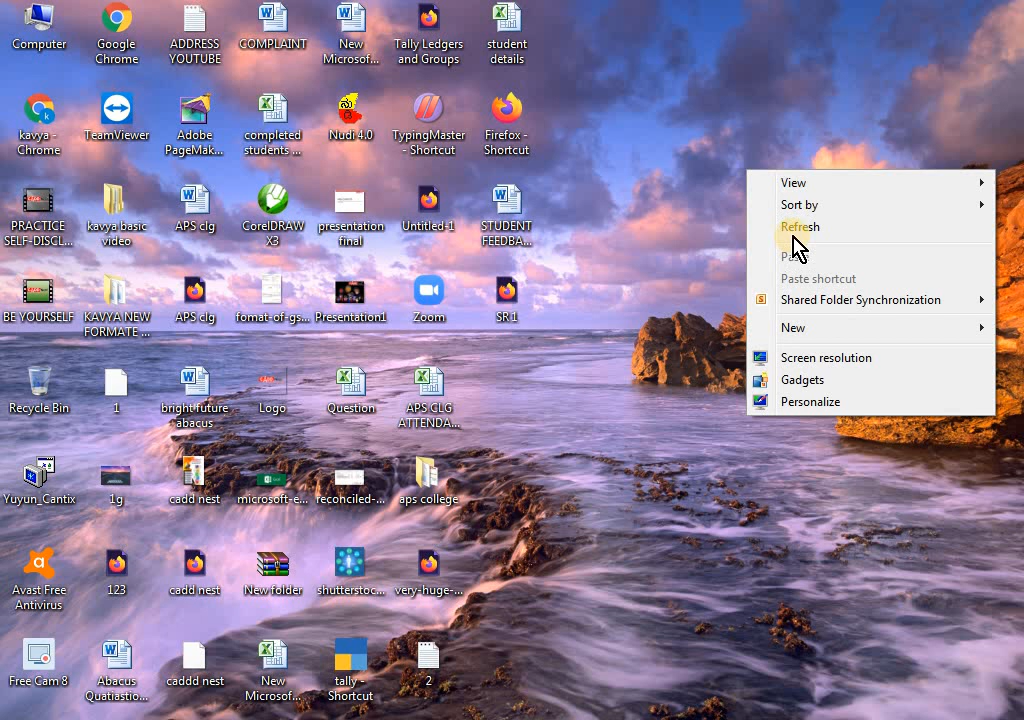 Computer
Google
Chrome
ADDRESS
YOUTUBE
COMPLAINT
New
Microsof...
Tally Ledgers
and Groups
student
details
kavya -
Chrome
TeamViewer
Adobe
PageMak...
completed
students ...
Nudi 4.0
TypingMaster
- Shortcut
Firefox -
Shortcut
PRACTICE
SELF-DISCL...
kavya basic
video
APS clg
CorelDRAW
X3
presentation
final
Untitled-1
STUDENT
FEEDBA...
BE YOURSELF
KAVYA NEW
FORMATE ...
APS clg
fomat-of-gs...
Presentation1
Zoom
SR 1
Recycle Bin
1
bright future
abacus
Logo
Question
APS CLG
ATTENDA...
Yuyun_Cantix
1g
cadd nest
microsoft-e...
reconciled-...
aps college
Avast Free
Antivirus
123
cadd nest
New folder
shutterstoc...
very-huge-...
Free Cam 8
Abacus
Quatiastio...
caddd nest
New
Microsof...
tally -
Shortcut
2
View
Sort by
Refresh
Paste shortcut
Shared Folder Synchronization
New
Screen resolution
Gadgets
Personalize